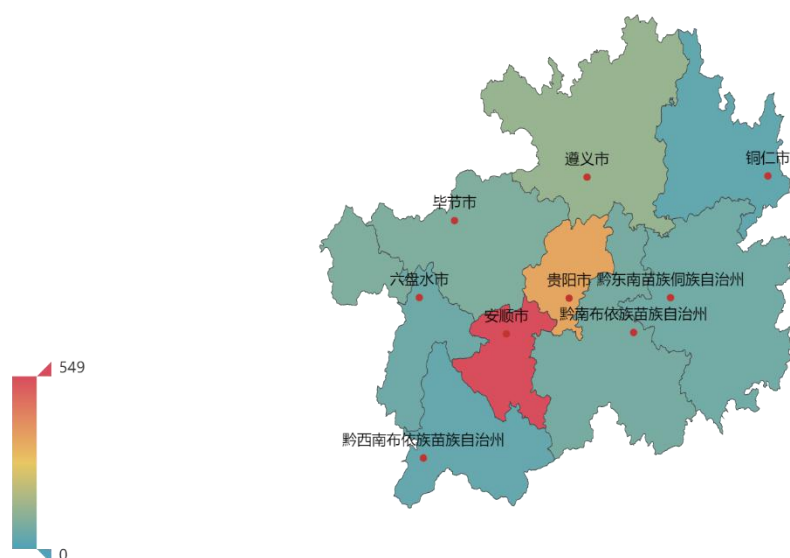 遵义市
铜仁市
毕节市
六盘水市
贵阳市
黔东南苗族侗族自治州
安顺市
黔南布依族苗族自治州
549
黔西南布依族苗族自治州
0